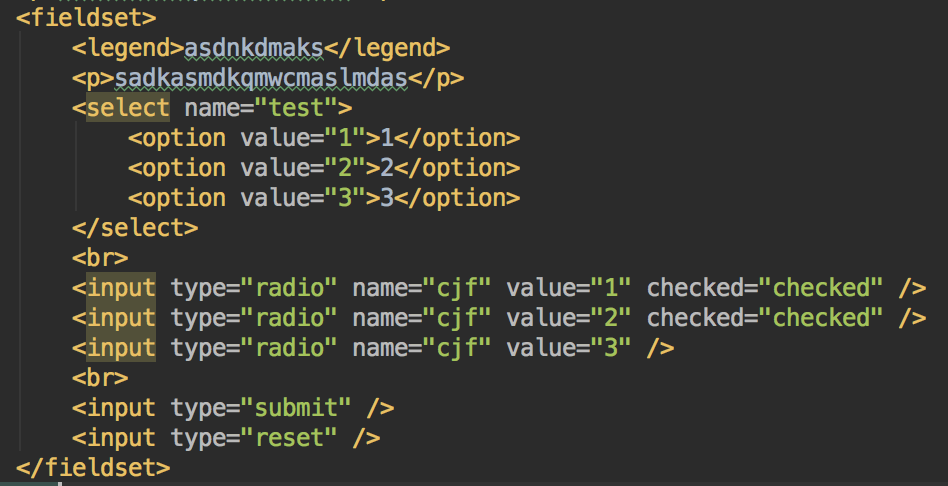 <fieldset>
<legend>asdnkdmaks</legend>
<p>sadkasmdkqmwcmaslmdas</p>
<select name="test">
<option value="1">1</option>
<option value="2">2</option>
<option value="3">3</option>
</select>
<br>
<input type="radio" name="cjf" value="1" checked="checked" />
<input type="radio" name="cjf" value="2" checked="checked" />
<input type="radio" name="cjf" value="3" />
<br>
<input type="submit" />
<input type="reset" />
</fieldset>